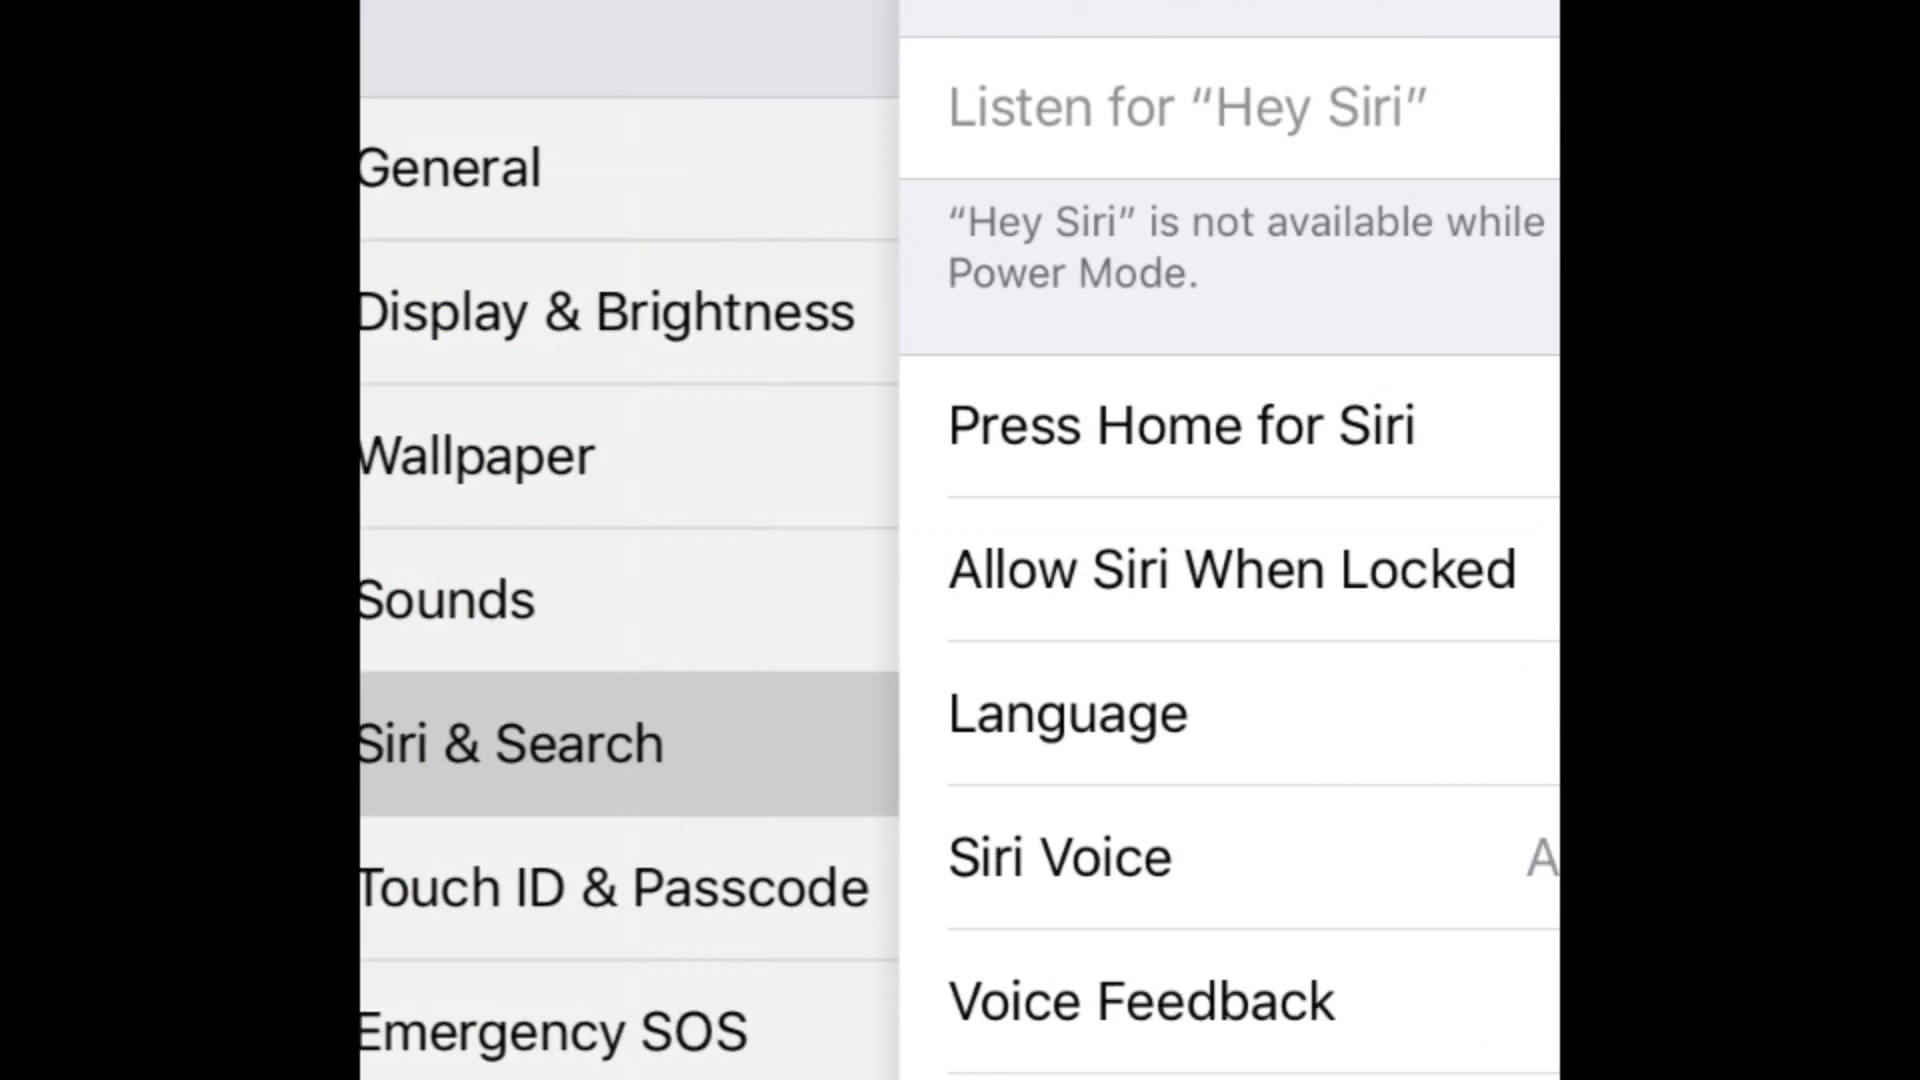 General
Display & Brightness
Wallpaper
Sounds
Siri & Search
Touch ID & Passcode
Emergency SOS
Listen for “Hey Siri”
“Hey Siri” is not available while
Power Mode.
Press Home for Siri
Allow Siri When Locked
Language
Siri Voice
A
Voice Feedback